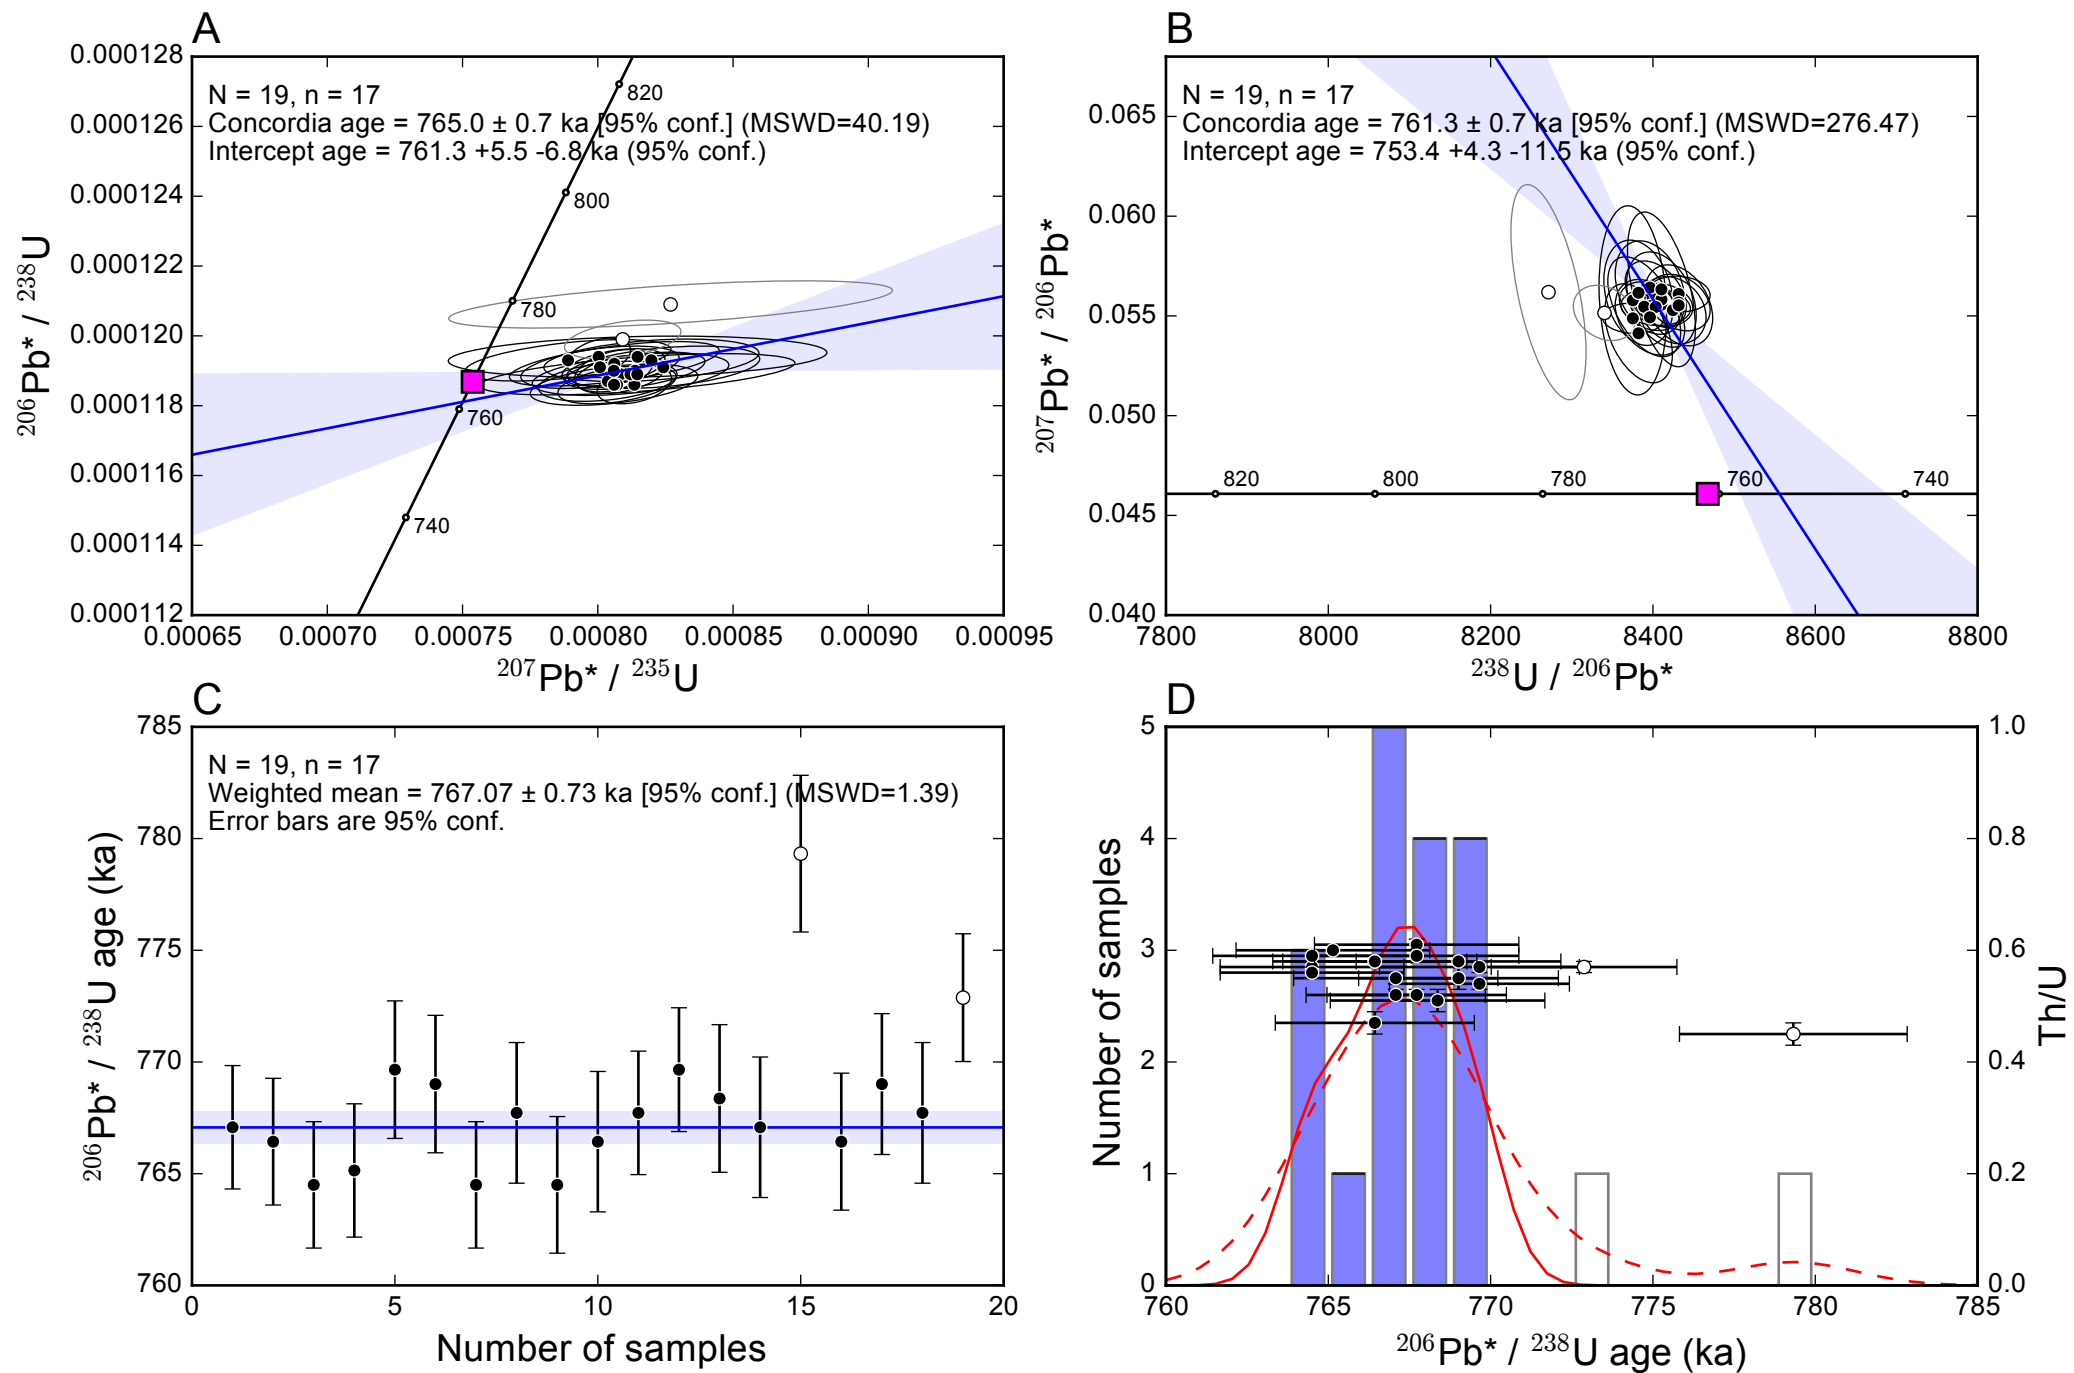 A
0.000128
0.000126
0.000124
0.000122
0.000120
0.000118
0.000116
0.000114
0.000112
²⁰⁶Pb* / ²³⁸U
N = 19, n = 17
Concordia age = 765.0 ± 0.7 ka [95% conf.] (MSWD=40.19)
Intercept age = 761.3 +5.5 -6.8 ka (95% conf.)
820
800
780
760
740
0.00065 0.00070 0.00075 0.00080 0.00085 0.00090 0.00095
²⁰⁷Pb* / ²³⁵U
B
0.065
0.060
0.055
0.050
0.045
0.040
²⁰⁷Pb* / ²⁰⁶Pb*
N = 19, n = 17
Concordia age = 761.3 ± 0.7 ka [95% conf.] (MSWD=276.47)
Intercept age = 753.4 +4.3 -11.5 ka (95% conf.)
820 800 780 760 740
7800 8000 8200 8400 8600 8800
²³⁸U / ²⁰⁶Pb*
C
785
780
775
770
765
760
²⁰⁶Pb* / ²³⁸U age (ka)
N = 19, n = 17
Weighted mean = 767.07 ± 0.73 ka [95% conf.] (MSWD=1.39)
Error bars are 95% conf.
0 5 10 15 20
Number of samples
D
5
4
3
2
1
0
Number of samples
1.0
0.8
0.6
0.4
0.2
0.0
Th/U
760 765 770 775 780 785
²⁰⁶Pb* / ²³⁸U age (ka)